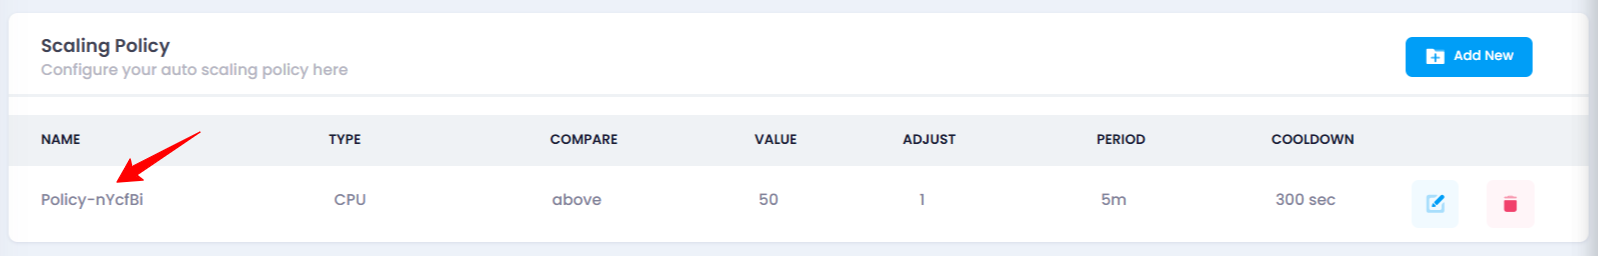 Scaling Policy
Configure your auto scaling policy here
Add New
NAME TYPE COMPARE VALUE ADJUST PERIOD COOLDOWN
Policy-nYcfBi CPU above 50 1 5m 300 sec